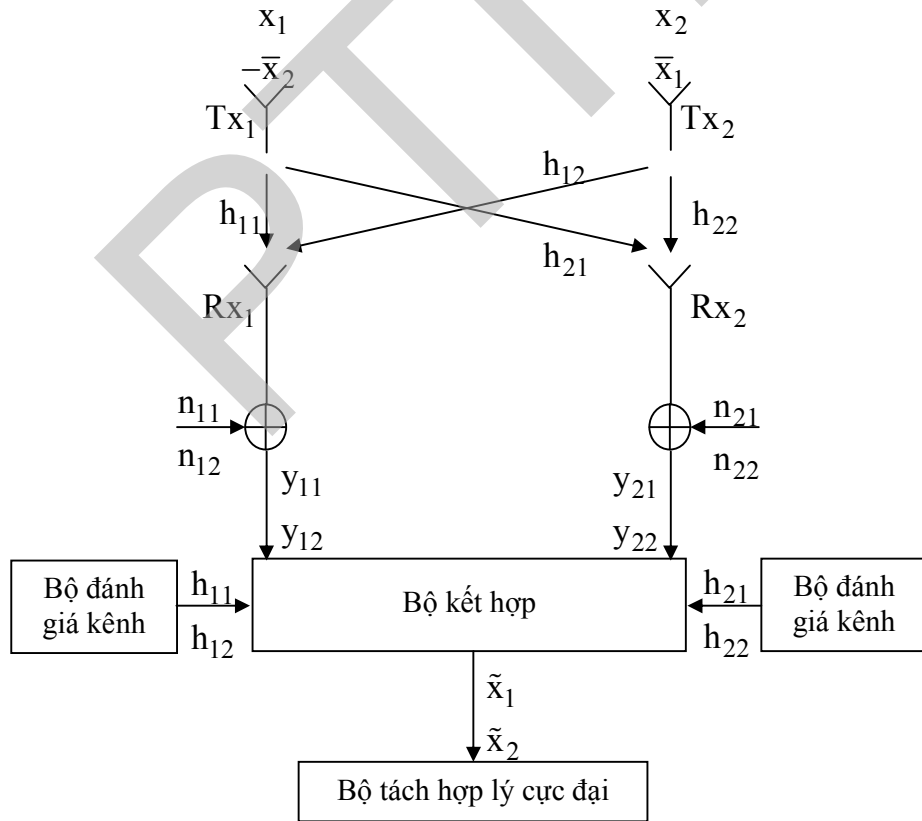 x₁ x₂
−x̅₂ x̅₁
Tx₁ Tx₂
h₁₂
h₁₁ h₂₂
h₂₁
Rx₁ Rx₂
n₁₁ n₂₁
n₁₂ n₂₂
y₁₁ y₂₁
y₁₂ y₂₂
Bộ đánh giá kênh
h₁₁
h₁₂
Bộ kết hợp
h₂₁
h₂₂
Bộ đánh giá kênh
x̃₁
x̃₂
Bộ tách hợp lý cực đại